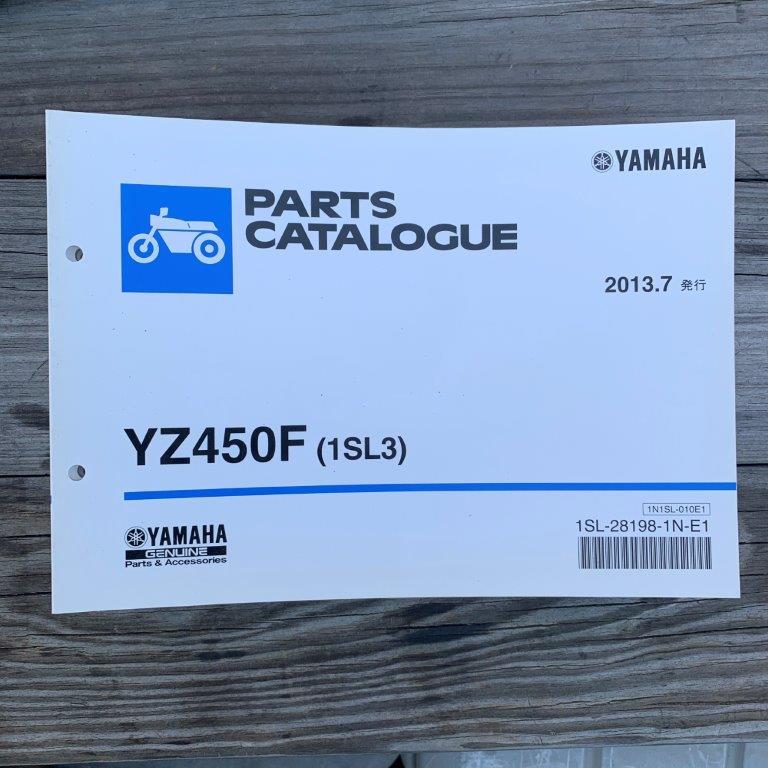 YAMAHA
PARTS
CATALOGUE
2013.7 発行
YZ450F (1SL3)
1N1SL-010E1
1SL-28198-1N-E1
YAMAHA
GENUINE
Parts & Accessories